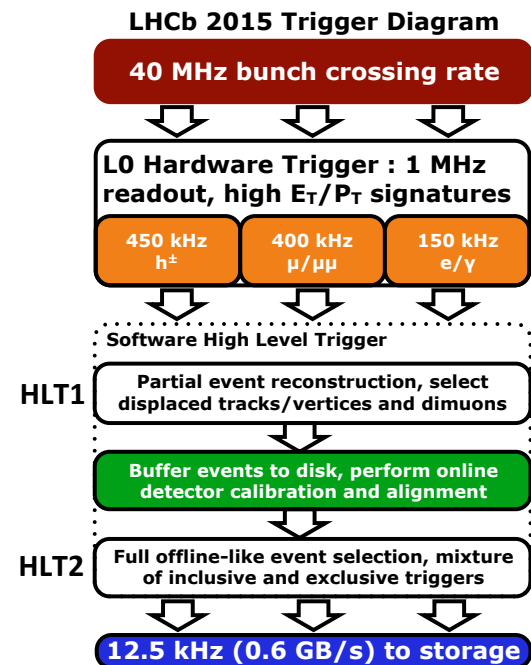 LHCb 2015 Trigger Diagram
40 MHz bunch crossing rate
L0 Hardware Trigger : 1 MHz
readout, high E_T/P_T signatures
450 kHz
h±
400 kHz
μ/μμ
150 kHz
e/γ
Software High Level Trigger
HLT1
Partial event reconstruction, select
displaced tracks/vertices and dimuons
Buffer events to disk, perform online
detector calibration and alignment
HLT2
Full offline-like event selection, mixture
of inclusive and exclusive triggers
12.5 kHz (0.6 GB/s) to storage